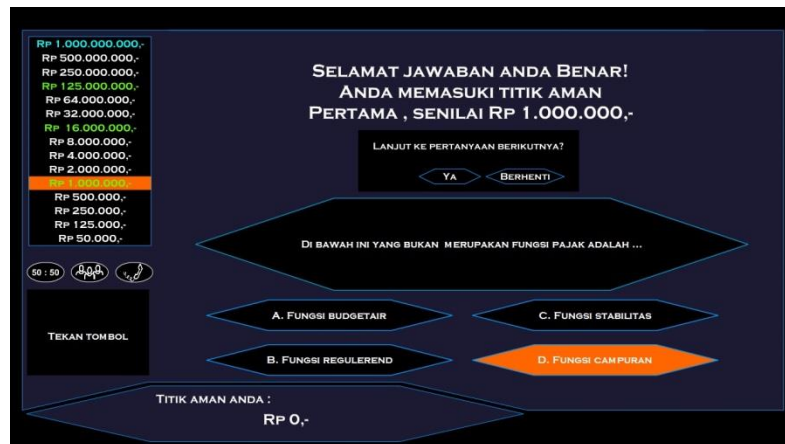 Rp 1.000.000.000,-
Rp 500.000.000,-
Rp 250.000.000,-
Rp 125.000.000,-
Rp 64.000.000,-
Rp 32.000.000,-
Rp 16.000.000,-
Rp 8.000.000,-
Rp 4.000.000,-
Rp 2.000.000,-
Rp 1.000.000,-
Rp 500.000,-
Rp 250.000,-
Rp 125.000,-
Rp 50.000,-
50 : 50
Tekan tombol
Selamat jawaban anda Benar!
Anda memasuki titik aman
Pertama , senilai Rp 1.000.000,-
Lanjut ke pertanyaan berikutnya?
Ya
Berhenti
Di bawah ini yang bukan merupakan fungsi pajak adalah ...
A. Fungsi budgetair
C. Fungsi stabilitas
B. Fungsi regulerend
D. Fungsi campuran
Titik aman anda :
Rp 0,-